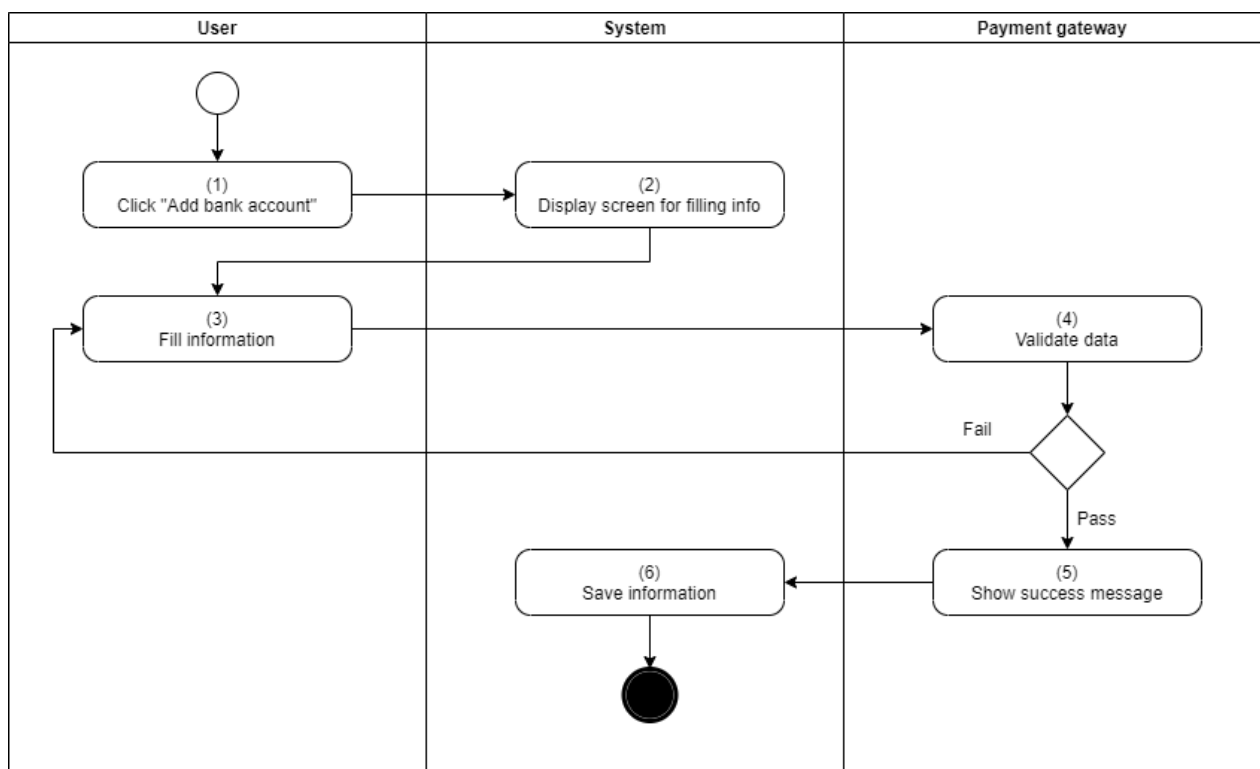 User
System
Payment gateway
(1)
Click "Add bank account"
(2)
Display screen for filling info
(3)
Fill information
(4)
Validate data
Fail
Pass
(6)
Save information
(5)
Show success message